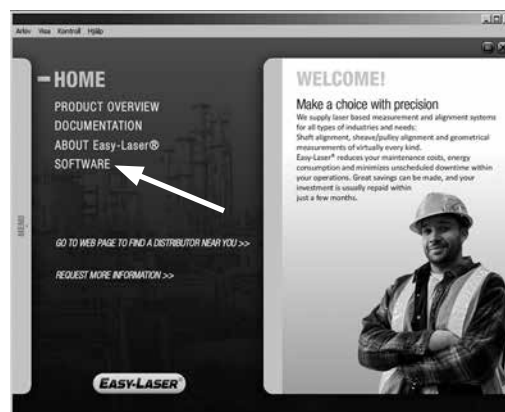 Arkiv Visa Kontroll Hjälp
HOME
PRODUCT OVERVIEW
DOCUMENTATION
ABOUT Easy-Laser®
SOFTWARE
MENU
GO TO WEB PAGE TO FIND A DISTRIBUTOR NEAR YOU >>
REQUEST MORE INFORMATION >>
EASY-LASER®
WELCOME!
Make a choice with precision
We supply laser based measurement and alignment systems
for all types of industries and needs:
Shaft alignment, sheave/pulley alignment and geometrical
measurements of virtually every kind.
Easy-Laser® reduces your maintenance costs, energy
consumption and minimizes unscheduled downtime within
your operations. Great savings can be made, and your
investment is usually repaid within
just a few months.